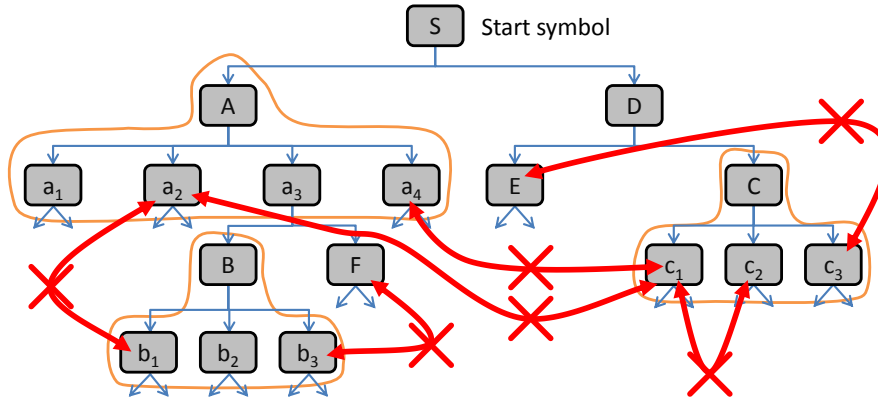 S Start symbol
A D
a₁ a₂ a₃ a₄ E C
B F c₁ c₂ c₃
b₁ b₂ b₃